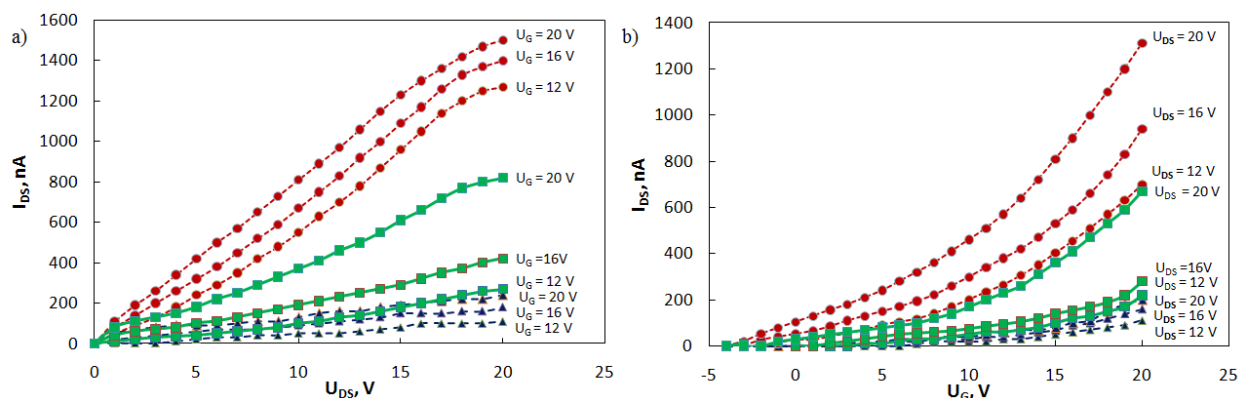 a)
I_DS, nA
1600
1400
1200
1000
800
600
400
200
0
0
5
10
15
20
25
U_DS, V
U_G = 20 V
U_G = 16 V
U_G = 12 V
U_G = 20 V
U_G =16V
U_G = 12 V
U_G = 20 V
U_G = 16 V
U_G = 12 V
b)
I_DS, nA
1400
1200
1000
800
600
400
200
0
-5
0
5
10
15
20
25
U_G, V
U_DS = 20 V
U_DS = 16 V
U_DS = 12 V
U_DS = 20 V
U_DS =16V
U_DS = 12 V
U_DS = 20 V
U_DS = 16 V
U_DS = 12 V